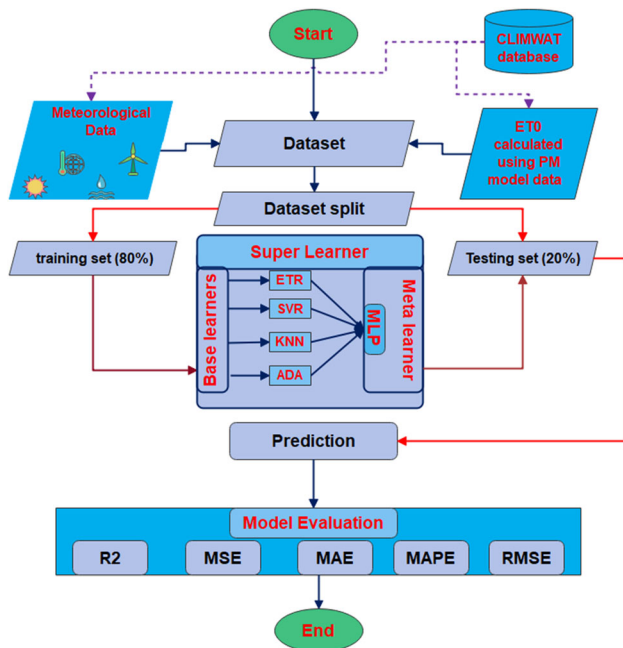 Start
CLIMWAT
database
Meteorological
Data
Dataset
ET0
calculated
using PM
model data
Dataset split
training set (80%)
Testing set (20%)
Super Learner
Base learners
ETR
SVR
KNN
ADA
MLP
Meta learner
Prediction
Model Evaluation
R2
MSE
MAE
MAPE
RMSE
End